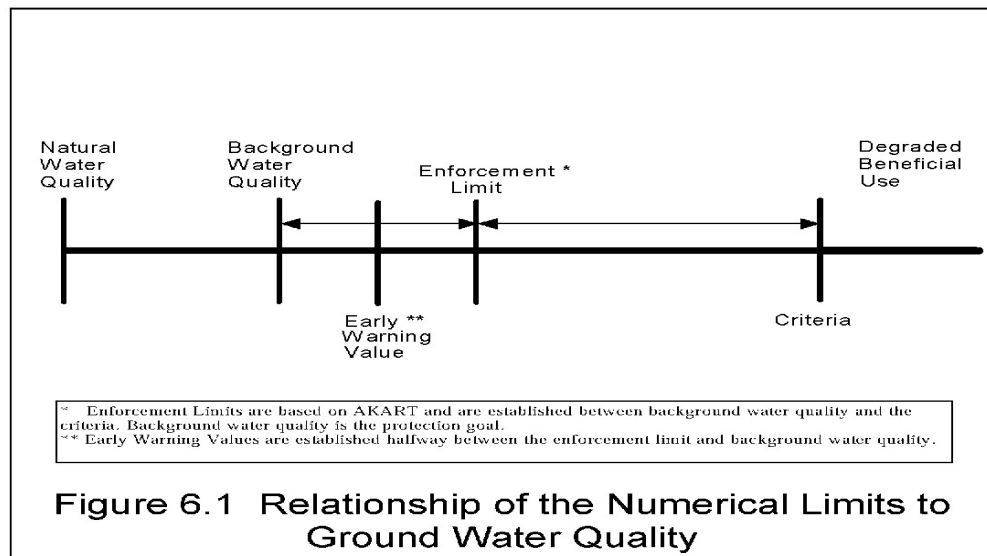 Natural
Water
Quality
Background
Water
Quality
Enforcement *
Limit
Degraded
Beneficial
Use
Early **
Warning
Value
Criteria
* Enforcement Limits are based on AKART and are established between background water quality and the
criteria. Background water quality is the protection goal.
** Early Warning Values are established halfway between the enforcement limit and background water quality.
Figure 6.1 Relationship of the Numerical Limits to
Ground Water Quality